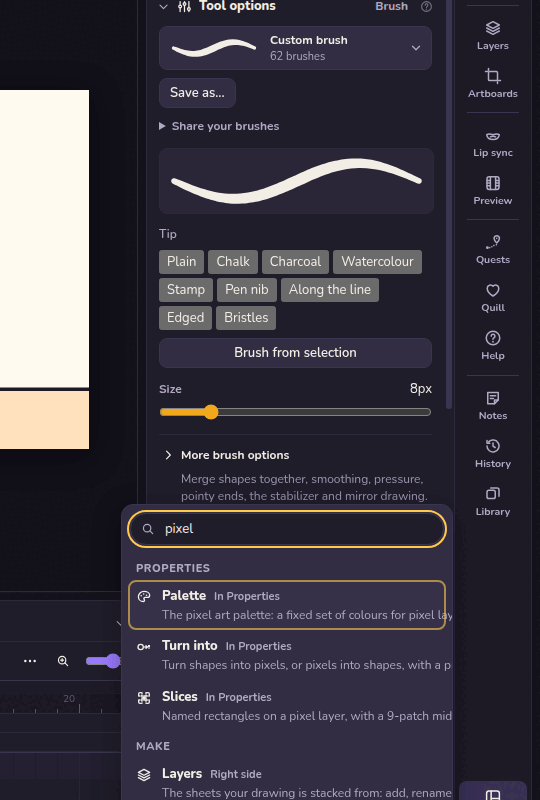 Tool options Brush
Custom brush
62 brushes
Save as...
Share your brushes
Tip
Plain Chalk Charcoal Watercolour
Stamp Pen nib Along the line
Edged Bristles
Brush from selection
Size 8px
More brush options
Merge shapes together, smoothing, pressure,
pointy ends, the stabilizer and mirror drawing.
pixel
PROPERTIES
Palette In Properties
The pixel art palette: a fixed set of colours for pixel lay
Turn into In Properties
Turn shapes into pixels, or pixels into shapes, with a p
Slices In Properties
Named rectangles on a pixel layer, with a 9-patch mid
MAKE
Layers Right side
The sheets your drawing is stacked from: add, rename
20
Layers
Artboards
Lip sync
Preview
Quests
Quill
Help
Notes
History
Library